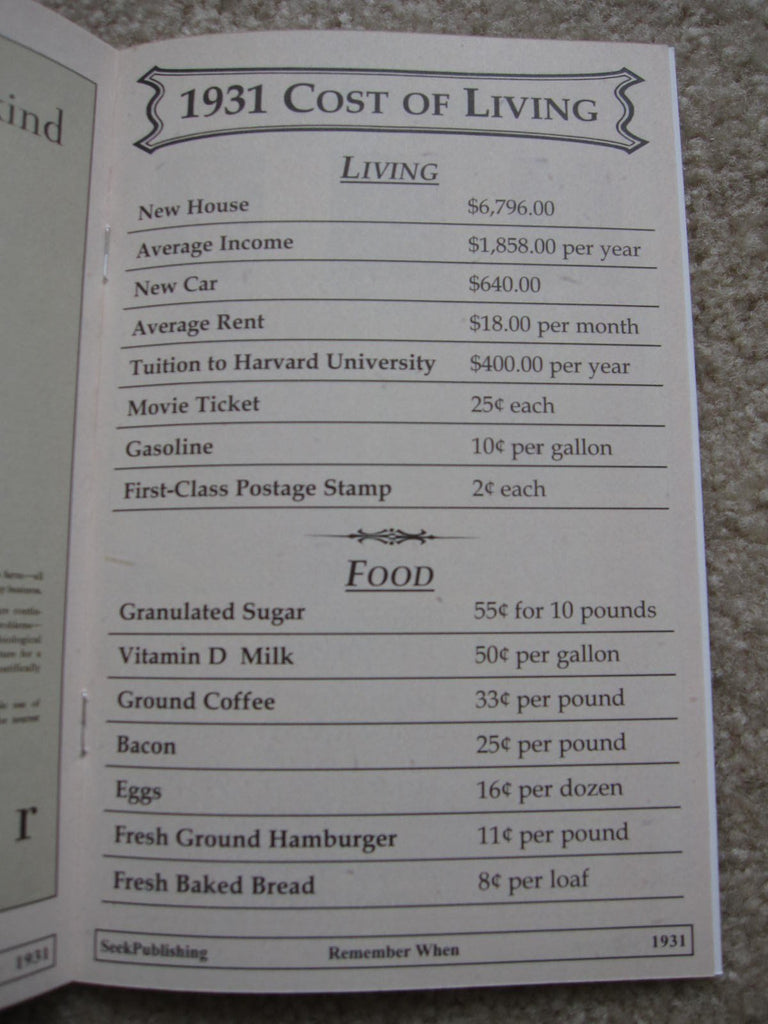 ind
1931 COST OF LIVING
LIVING
New House $6,796.00
Average Income $1,858.00 per year
New Car $640.00
Average Rent $18.00 per month
Tuition to Harvard University $400.00 per year
Movie Ticket 25¢ each
Gasoline 10¢ per gallon
First-Class Postage Stamp 2¢ each
FOOD
Granulated Sugar 55¢ for 10 pounds
Vitamin D Milk 50¢ per gallon
Ground Coffee 33¢ per pound
Bacon 25¢ per pound
Eggs 16¢ per dozen
Fresh Ground Hamburger 11¢ per pound
Fresh Baked Bread 8¢ per loaf
SeekPublishing Remember When 1931
r
1931